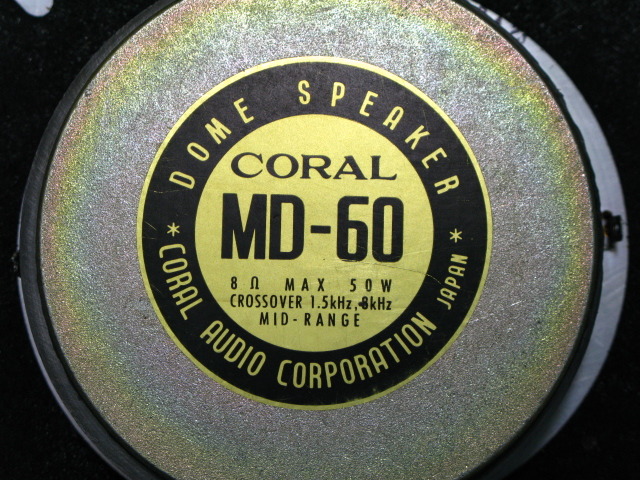 DOME SPEAKER
CORAL
MD-60
8 Ω MAX 50W
CROSSOVER 1.5kHz, 8kHz
MID-RANGE
* CORAL AUDIO CORPORATION JAPAN *